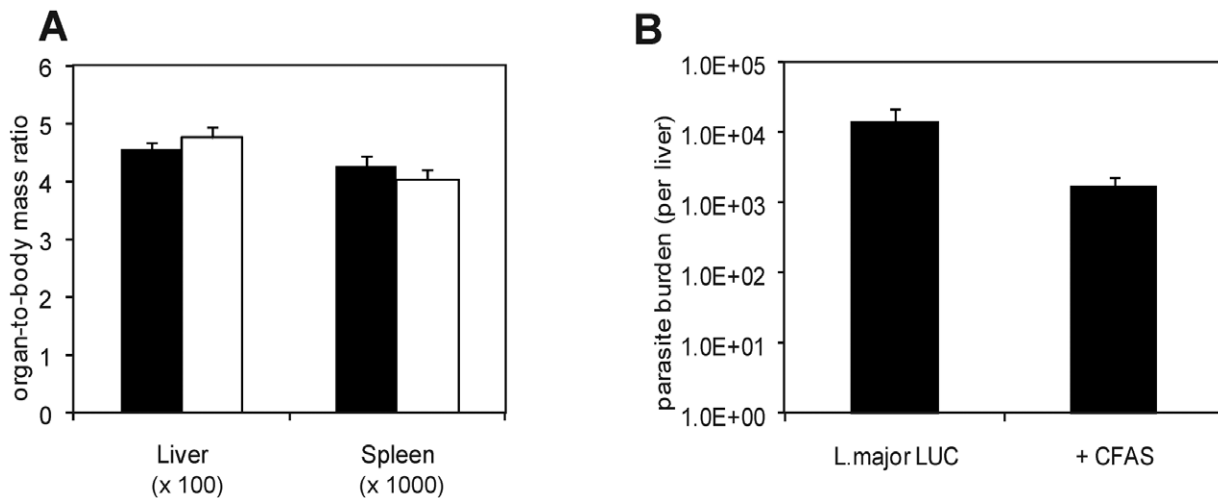 A
organ-to-body mass ratio
6
5
4
3
2
1
0
Liver
(x 100)
Spleen
(x 1000)
B
parasite burden (per liver)
1.0E+05
1.0E+04
1.0E+03
1.0E+02
1.0E+01
1.0E+00
L.major LUC
+ CFAS